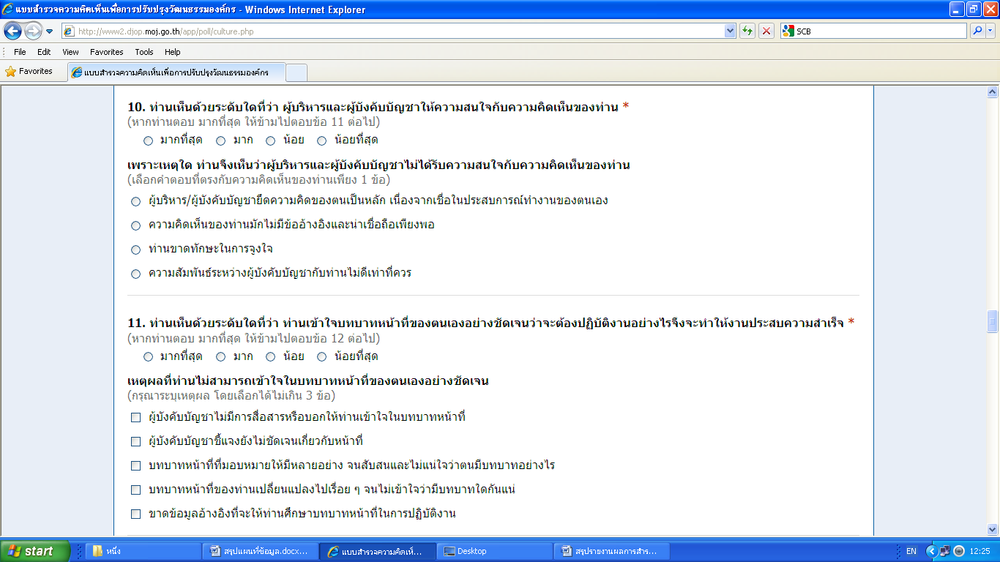 แบบสำรวจความคิดเห็นเพื่อการปรับปรุงวัฒนธรรมองค์กร - Windows Internet Explorer
http://www2.djop.moj.go.th/app/poll/culture.php
SCB
File Edit View Favorites Tools Help
Favorites
แบบสำรวจความคิดเห็นเพื่อการปรับปรุงวัฒนธรรมองค์กร
10. ท่านเห็นด้วยระดับใดที่ว่า ผู้บริหารและผู้บังคับบัญชาให้ความสนใจกับความคิดเห็นของท่าน *
(หากท่านตอบ มากที่สุด ให้ข้ามไปตอบข้อ 11 ต่อไป)
มากที่สุด มาก น้อย น้อยที่สุด
เพราะเหตุใด ท่านจึงเห็นว่าผู้บริหารและผู้บังคับบัญชาไม่ได้รับความสนใจกับความคิดเห็นของท่าน
(เลือกคำตอบที่ตรงกับความคิดเห็นของท่านเพียง 1 ข้อ)
ผู้บริหาร/ผู้บังคับบัญชายึดความคิดของตนเป็นหลัก เนื่องจากเชื่อในประสบการณ์ทำงานของตนเอง
ความคิดเห็นของท่านมักไม่มีข้ออ้างอิงและน่าเชื่อถือเพียงพอ
ท่านขาดทักษะในการจูงใจ
ความสัมพันธ์ระหว่างผู้บังคับบัญชากับท่านไม่ดีเท่าที่ควร
11. ท่านเห็นด้วยระดับใดที่ว่า ท่านเข้าใจบทบาทหน้าที่ของตนเองอย่างชัดเจนว่าจะต้องปฏิบัติงานอย่างไรจึงจะทำให้งานประสบความสำเร็จ *
(หากท่านตอบ มากที่สุด ให้ข้ามไปตอบข้อ 12 ต่อไป)
มากที่สุด มาก น้อย น้อยที่สุด
เหตุผลที่ท่านไม่สามารถเข้าใจในบทบาทหน้าที่ของตนเองอย่างชัดเจน
(กรุณาระบุเหตุผล โดยเลือกได้ไม่เกิน 3 ข้อ)
ผู้บังคับบัญชาไม่มีการสื่อสารหรือบอกให้ท่านเข้าใจในบทบาทหน้าที่
ผู้บังคับบัญชาชี้แจงยังไม่ชัดเจนเกี่ยวกับหน้าที่
บทบาทหน้าที่ที่มอบหมายให้มีหลายอย่าง จนสับสนและไม่แน่ใจว่าตนมีบทบาทอย่างไร
บทบาทหน้าที่ของท่านเปลี่ยนแปลงไปเรื่อย ๆ จนไม่เข้าใจว่ามีบทบาทใดกันแน่
ขาดข้อมูลอ้างอิงที่จะให้ท่านศึกษาบทบาทหน้าที่ในการปฏิบัติงาน
start หนึ่ง สรุปแผนที่ข้อมูล.docx... แบบสำรวจความคิดเห็... Desktop สรุปรายงานผลการสำร... EN 12:25